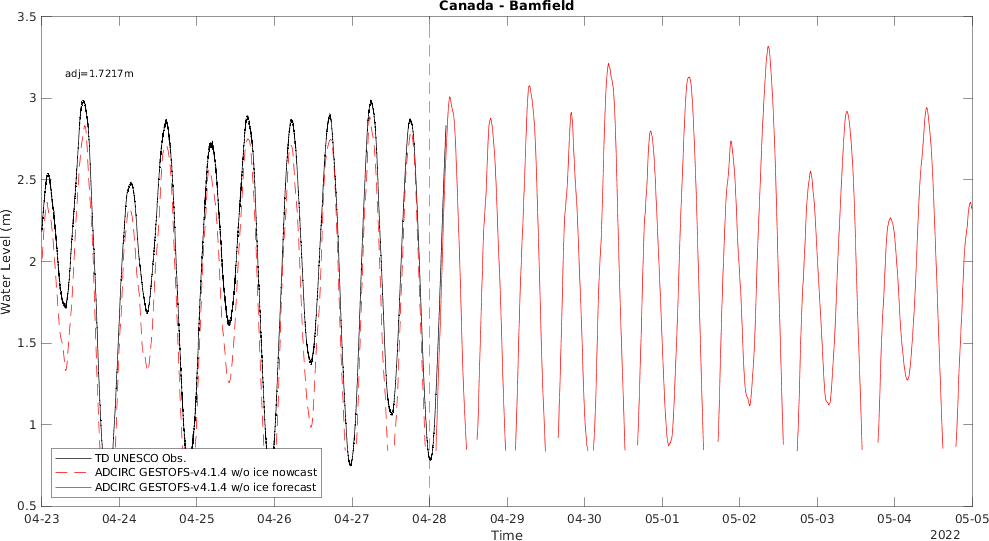 Canada - Bamfield
3.5
adj=1.7217m
3
2.5
2
1.5
1
0.5
Water Level (m)
TD UNESCO Obs.
ADCIRC GESTOFS-v4.1.4 w/o ice nowcast
ADCIRC GESTOFS-v4.1.4 w/o ice forecast
04-23 04-24 04-25 04-26 04-27 04-28 04-29 04-30 05-01 05-02 05-03 05-04 05-05
Time
2022